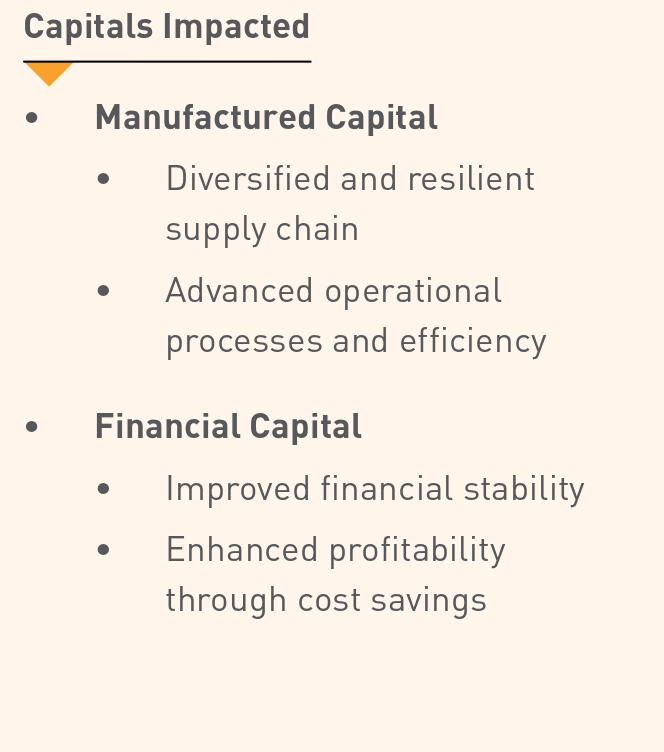 Capitals Impacted
• Manufactured Capital
• Diversified and resilient
supply chain
• Advanced operational
processes and efficiency
• Financial Capital
• Improved financial stability
• Enhanced profitability
through cost savings